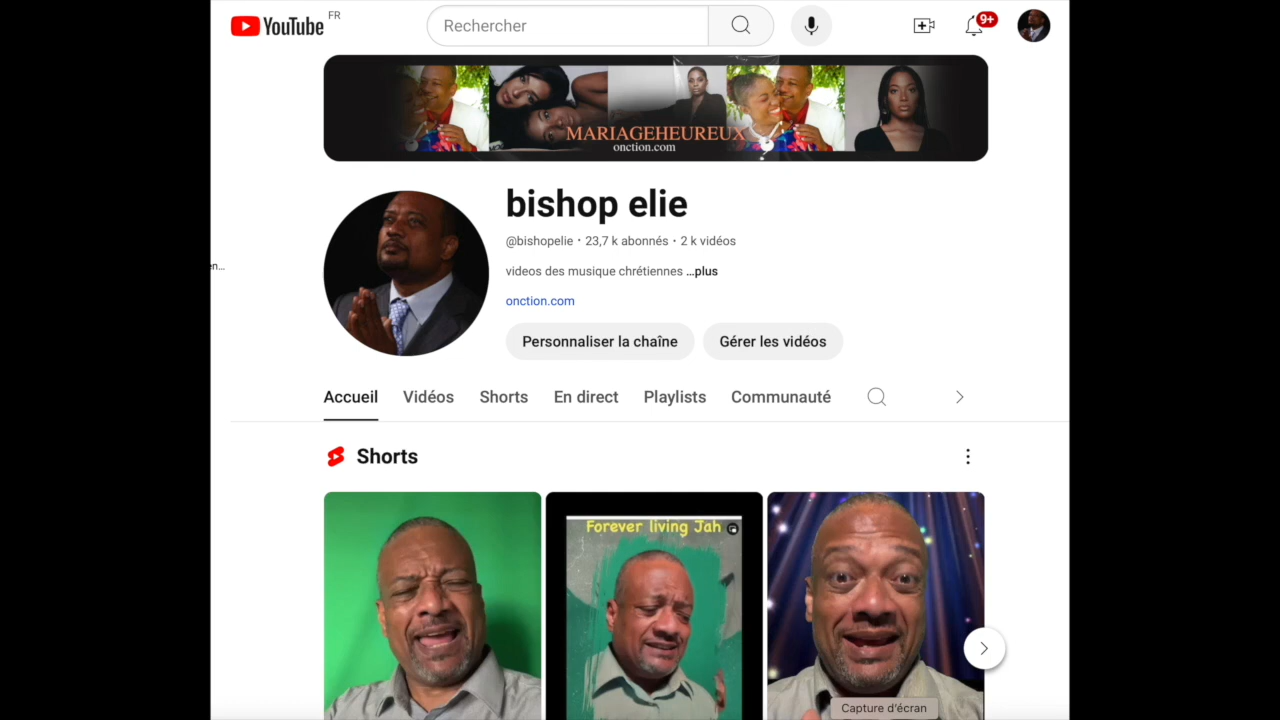 YouTube FR
Rechercher
9+
MARIAGEHEUREUX
onction.com
bishop elie
@bishopelie • 23,7 k abonnés • 2 k vidéos
en...
videos des musique chrétiennes ...plus
onction.com
Personnaliser la chaîne
Gérer les vidéos
Accueil Vidéos Shorts En direct Playlists Communauté
Shorts
Forever living Jah
Capture d'écran